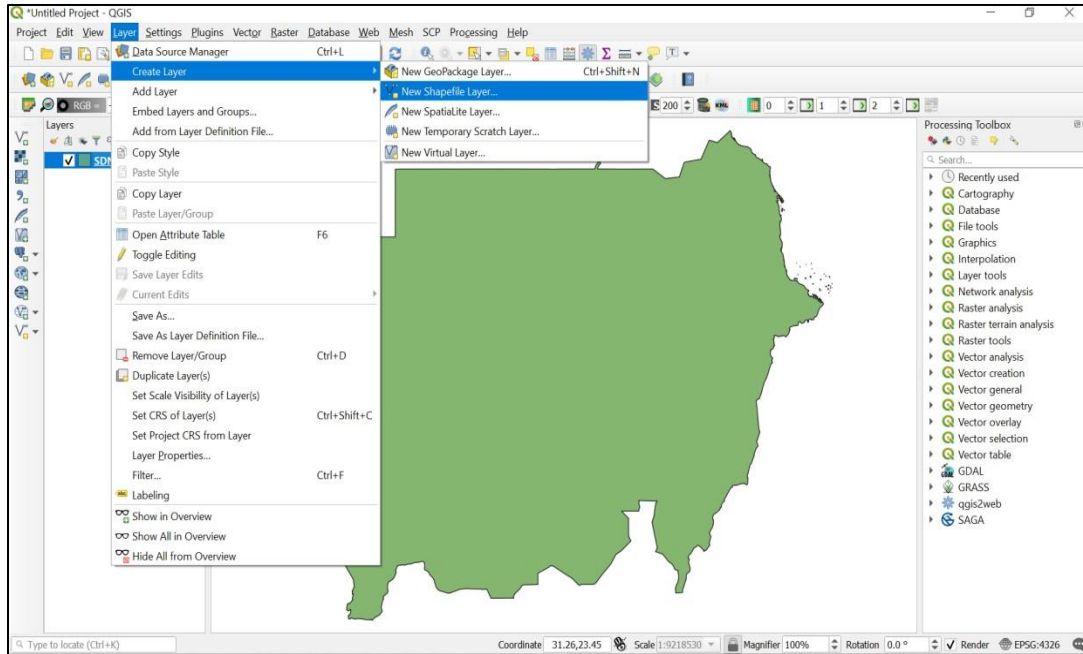 *Untitled Project - QGIS
Project Edit View Layer Settings Plugins Vector Raster Database Web Mesh SCP Processing Help
Data Source Manager Ctrl+L
Create Layer
Add Layer
Embed Layers and Groups...
Add from Layer Definition File...
Copy Style
Paste Style
Copy Layer
Paste Layer/Group
Open Attribute Table F6
Toggle Editing
Save Layer Edits
Current Edits
Save As...
Save As Layer Definition File...
Remove Layer/Group Ctrl+D
Duplicate Layer(s)
Set Scale Visibility of Layer(s)
Set CRS of Layer(s) Ctrl+Shift+C
Set Project CRS from Layer
Layer Properties...
Filter... Ctrl+F
Labeling
Show in Overview
Show All in Overview
Hide All from Overview
New GeoPackage Layer... Ctrl+Shift+N
New Shapefile Layer...
New SpatiaLite Layer...
New Temporary Scratch Layer...
New Virtual Layer...
RGB =
200 0 1 2
Layers
SDN
Processing Toolbox
Search...
Recently used
Cartography
Database
File tools
Graphics
Interpolation
Layer tools
Network analysis
Raster analysis
Raster terrain analysis
Raster tools
Vector analysis
Vector creation
Vector general
Vector geometry
Vector overlay
Vector selection
Vector table
GDAL
GRASS
qgis2web
SAGA
Type to locate (Ctrl+K) Coordinate 31.26,23.45 Scale 1:9218530 Magnifier 100% Rotation 0.0 ° Render EPSG:4326